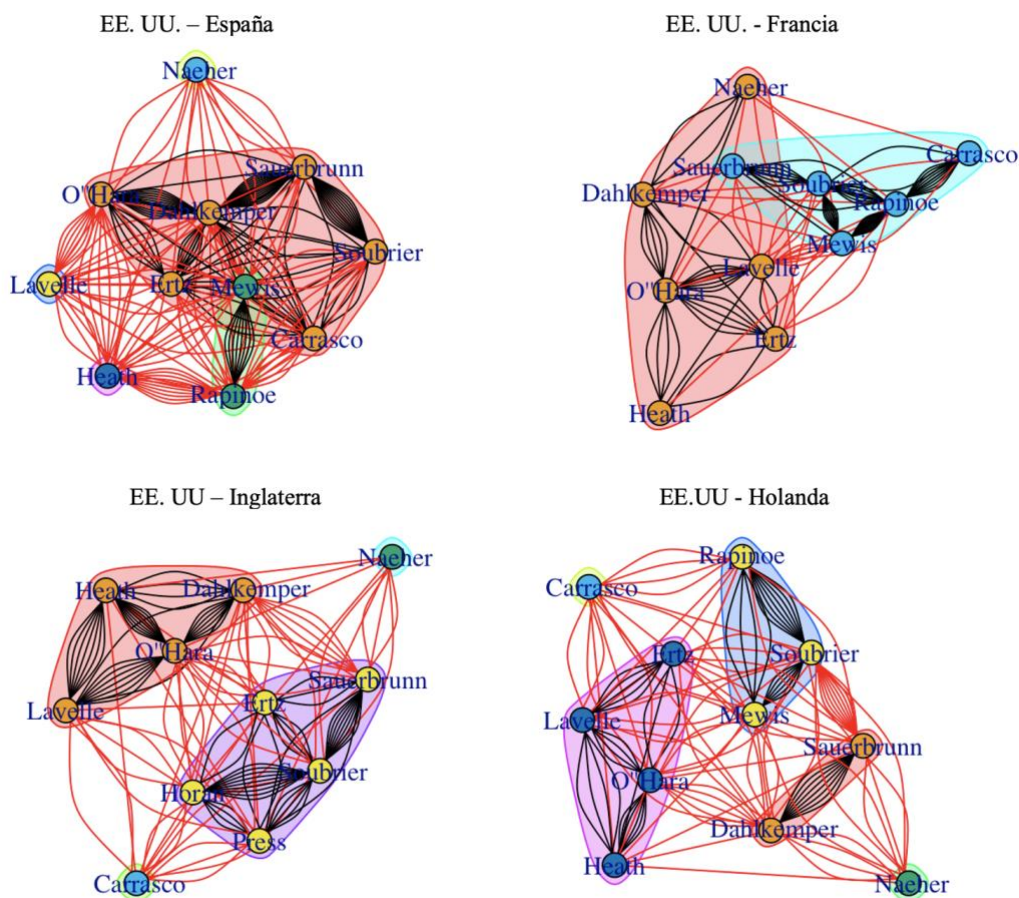 EE. UU. – España
Naeher
Sauerbrunn
O"Hara
Dahlkemper
Soubrier
Lavelle
Ertz
Mewis
Carrasco
Heath
Rapinoe
EE. UU. - Francia
Naeher
Carrasco
Sauerbrunn
Soubrier
Dahlkemper
Rapinoe
Mewis
Lavelle
O"Hara
Ertz
Heath
EE. UU – Inglaterra
Naeher
Heath
Dahlkemper
O"Hara
Sauerbrunn
Ertz
Lavelle
Soubrier
Horan
Press
Carrasco
EE.UU - Holanda
Rapinoe
Carrasco
Ertz
Soubrier
Lavelle
Mewis
Sauerbrunn
O"Hara
Dahlkemper
Heath
Naeher